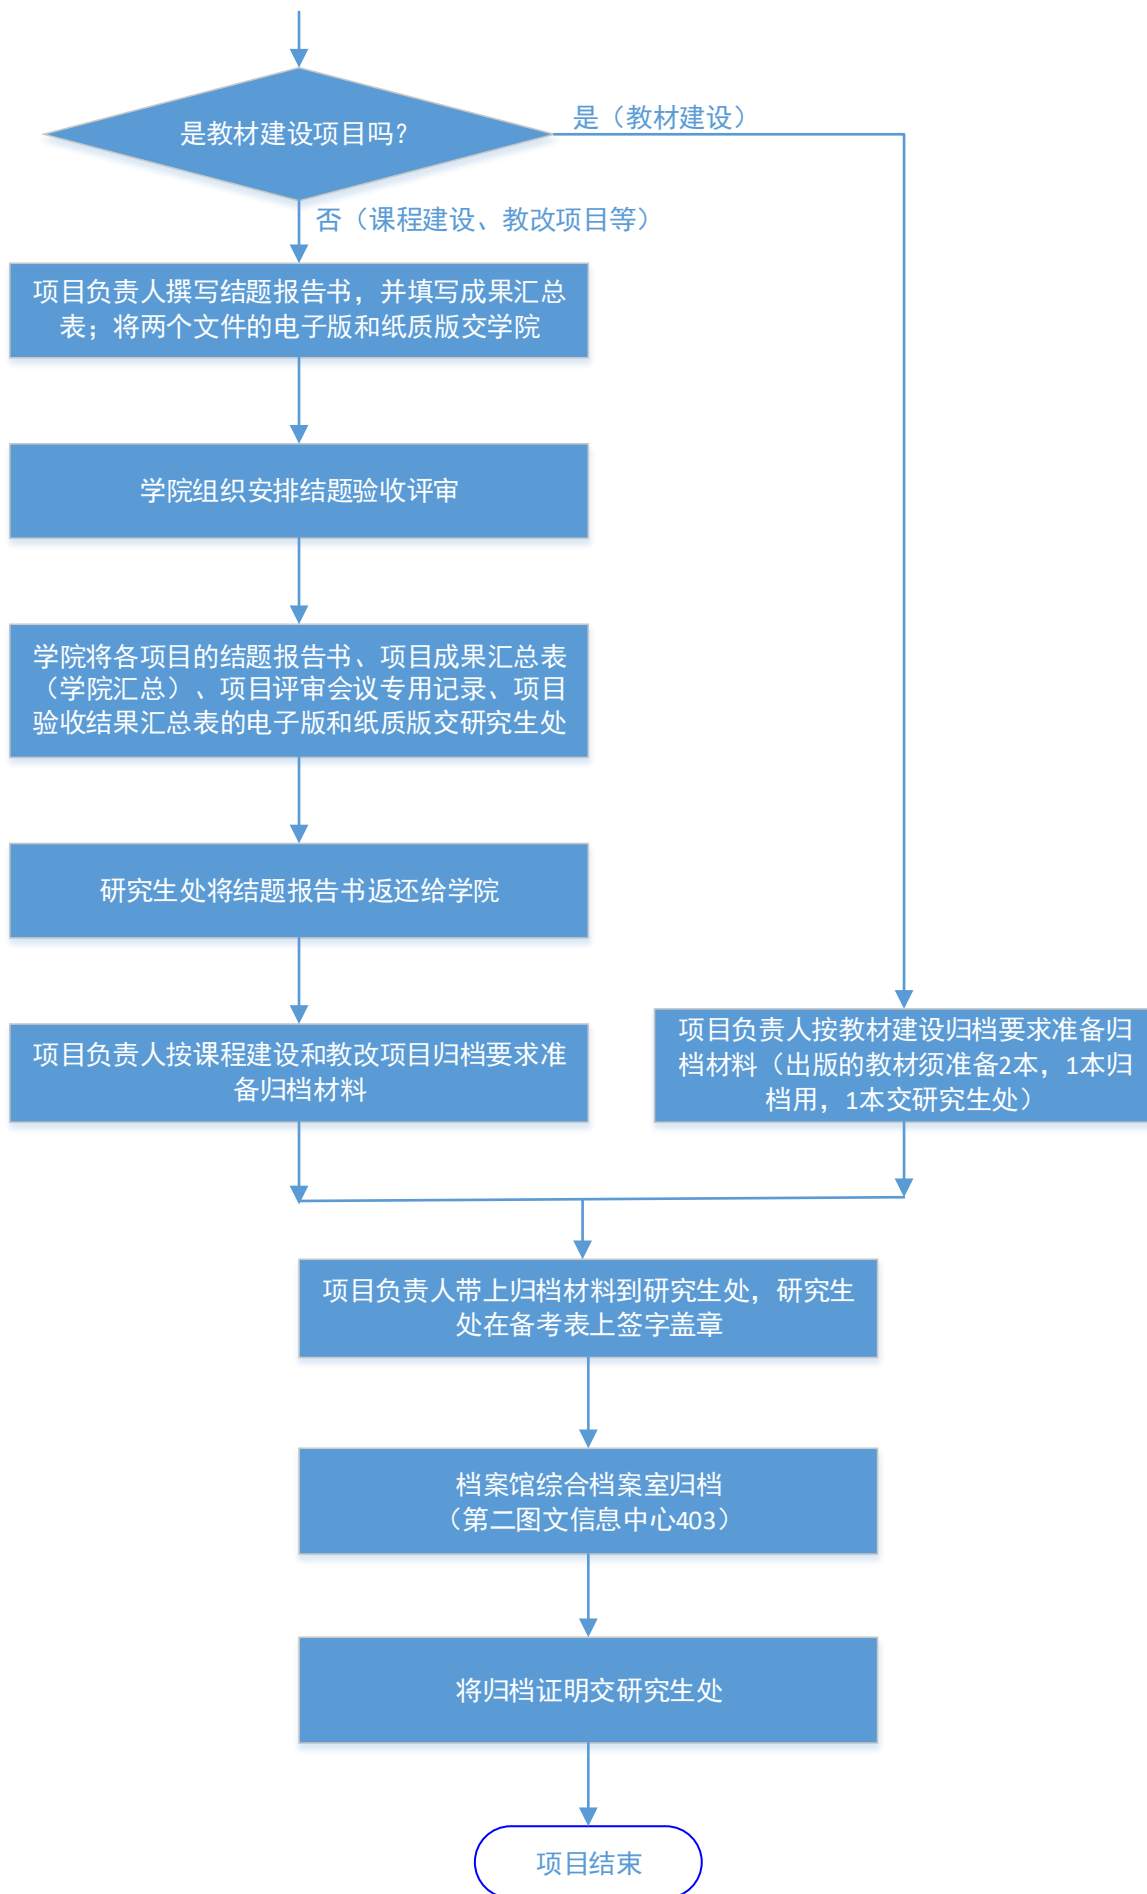 是教材建设项目吗？
是（教材建设）
否（课程建设、教改项目等）
项目负责人撰写结题报告书，并填写成果汇总
表；将两个文件的电子版和纸质版交学院
学院组织安排结题验收评审
学院将各项目的结题报告书、项目成果汇总表
（学院汇总）、项目评审会议专用记录、项目
验收结果汇总表的电子版和纸质版交研究生处
研究生处将结题报告书返还给学院
项目负责人按课程建设和教改项目归档要求准
备归档材料
项目负责人按教材建设归档要求准备归
档材料（出版的教材须准备2本，1本归
档用，1本交研究生处）
项目负责人带上归档材料到研究生处，研究生
处在备考表上签字盖章
档案馆综合档案室归档
（第二图文信息中心403）
将归档证明交研究生处
项目结束